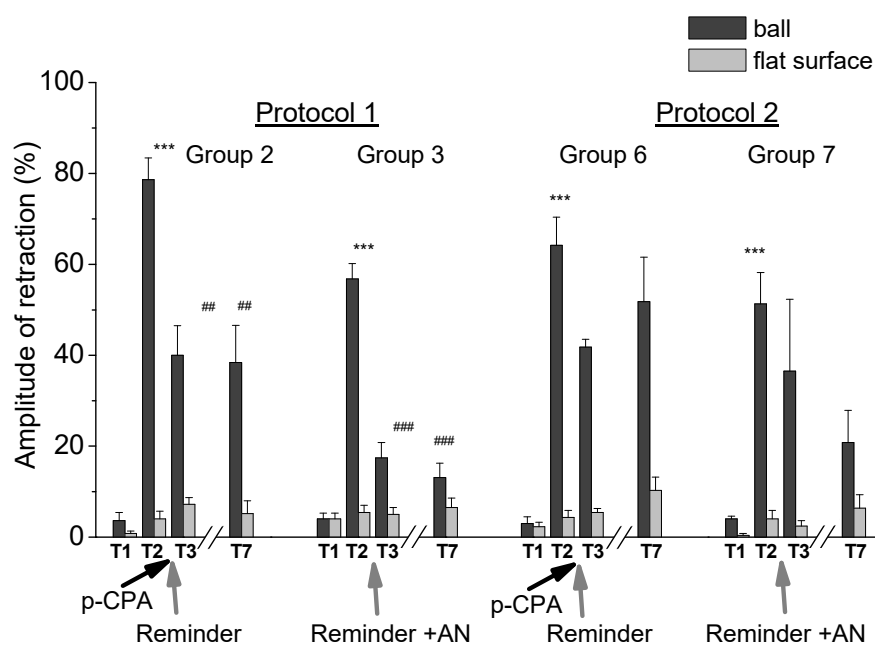 ball
flat surface
100
80
60
40
20
0
Amplitude of retraction (%)
Protocol 1
Protocol 2
Group 2
Group 3
Group 6
Group 7
***
***
***
***
##
##
###
###
T1 T2 T3 // T7
T1 T2 T3 // T7
T1 T2 T3 // T7
T1 T2 T3 // T7
p-CPA
Reminder
Reminder +AN
p-CPA
Reminder
Reminder +AN